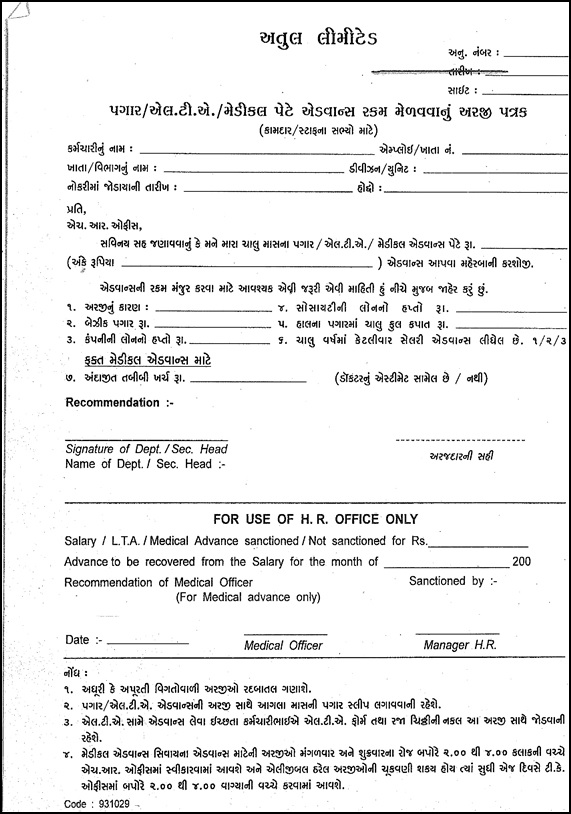 અતુલ લીમીટેડ
અનુ. નંબર :
તારીખ :
સાઈટ :
પગાર/એલ.ટી.એ./મેડીકલ પેટે એડવાન્સ રકમ મેળવવાનું અરજી પત્રક
(કામદાર/સ્ટાફના સભ્યો માટે)
કર્મચારીનું નામ : એમ્પ્લોઈ/ખાતા નં.
ખાતા/વિભાગનું નામ : ડીવીઝન/યુનિટ :
નોકરીમાં જોડાયાની તારીખ : હોદ્દો :
પ્રતિ,
એચ. આર. ઓફીસ,
સવિનય સહ જણાવવાનું કે મને મારા ચાલુ માસના પગાર / એલ.ટી.એ./ મેડીકલ એડવાન્સ પેટે રૂા.
(અંકે રૂપિયા ) એડવાન્સ આપવા મહેરબાની કરશોજી.
એડવાન્સની રકમ મંજુર કરવા માટે આવશ્યક એવી જરૂરી એવી માહિતી હું નીચે મુજબ જાહેર કરું છું.
૧. અરજીનું કારણ : ૪. સોસાયટીની લોનનો હપ્તો રૂા.
૨. બેઝીક પગાર રૂા. ૫. હાલના પગારમાં ચાલુ કુલ કપાત રૂા.
૩. કંપનીની લોનનો હપ્તો રૂા. ૬. ચાલુ વર્ષમાં કેટલીવાર સેલરી એડવાન્સ લીધેલ છે. ૧/૨/૩
ફક્ત મેડીકલ એડવાન્સ માટે
૭. અંદાજીત તબીબી ખર્ચ રૂા. (ડૉકટરનું એસ્ટીમેટ સામેલ છે / નથી)
Recommendation :-
Signature of Dept. / Sec. Head અરજદારની સહી
Name of Dept. / Sec. Head :-
FOR USE OF H. R. OFFICE ONLY
Salary / L.T.A. / Medical Advance sanctioned / Not sanctioned for Rs.
Advance to be recovered from the Salary for the month of 200
Recommendation of Medical Officer Sanctioned by :-
(For Medical advance only)
Date :-
Medical Officer Manager H.R.
નોંધ :
૧. અધૂરી કે અપૂરતી વિગતોવાળી અરજીઓ રદબાતલ ગણાશે.
૨. પગાર/એલ.ટી.એ. એડવાન્સની અરજી સાથે આગલા માસની પગાર સ્લીપ લગાવવાની રહેશે.
૩. એલ.ટી.એ. સામે એડવાન્સ લેવા ઈચ્છતા કર્મચારીભાઈએ એલ.ટી.એ. ફોર્મ તથા રજા ચિઠ્ઠીની નકલ આ અરજી સાથે જોડવાની
રહેશે.
૪. મેડીકલ એડવાન્સ સિવાયના એડવાન્સ માટેની અરજીઓ મંગળવાર અને શુક્રવારના રોજ બપોરે ૨.૦૦ થી ૪.૦૦ કલાકની વચ્ચે
એચ.આર. ઓફીસમાં સ્વીકારવામાં આવશે અને એલીજીબલ ઠરેલ અરજીઓની ચૂકવણી શક્ય હોય ત્યાં સુધી એજ દિવસે ટી.કે.
ઓફિસમાં બપોરે ૨.૦૦ થી ૪.૦૦ વાગ્યાની વચ્ચે કરવામાં આવશે.
Code : 931029